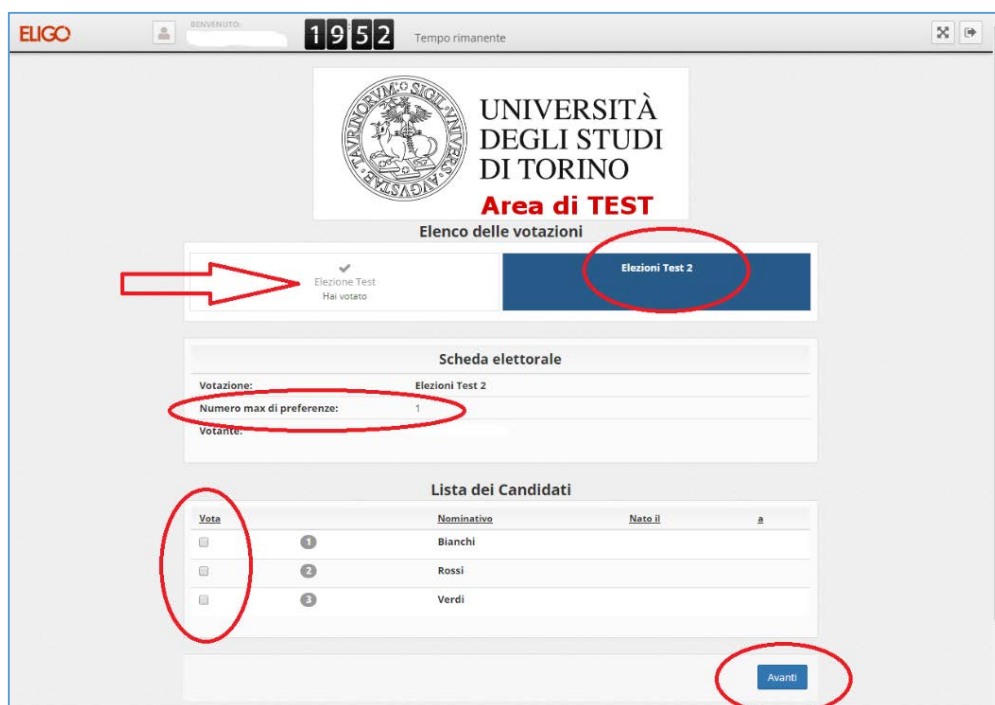 ELIGO
BENVENUTO:
19 52 Tempo rimanente
UNIVERSITÀ
DEGLI STUDI
DI TORINO
Area di TEST
Elenco delle votazioni
Elezione Test
Hai votato
Elezioni Test 2
Scheda elettorale
Votazione: Elezioni Test 2
Numero max di preferenze: 1
Votante:
Lista dei Candidati
Vota Nominativo Nato il a
1 Bianchi
2 Rossi
3 Verdi
Avanti